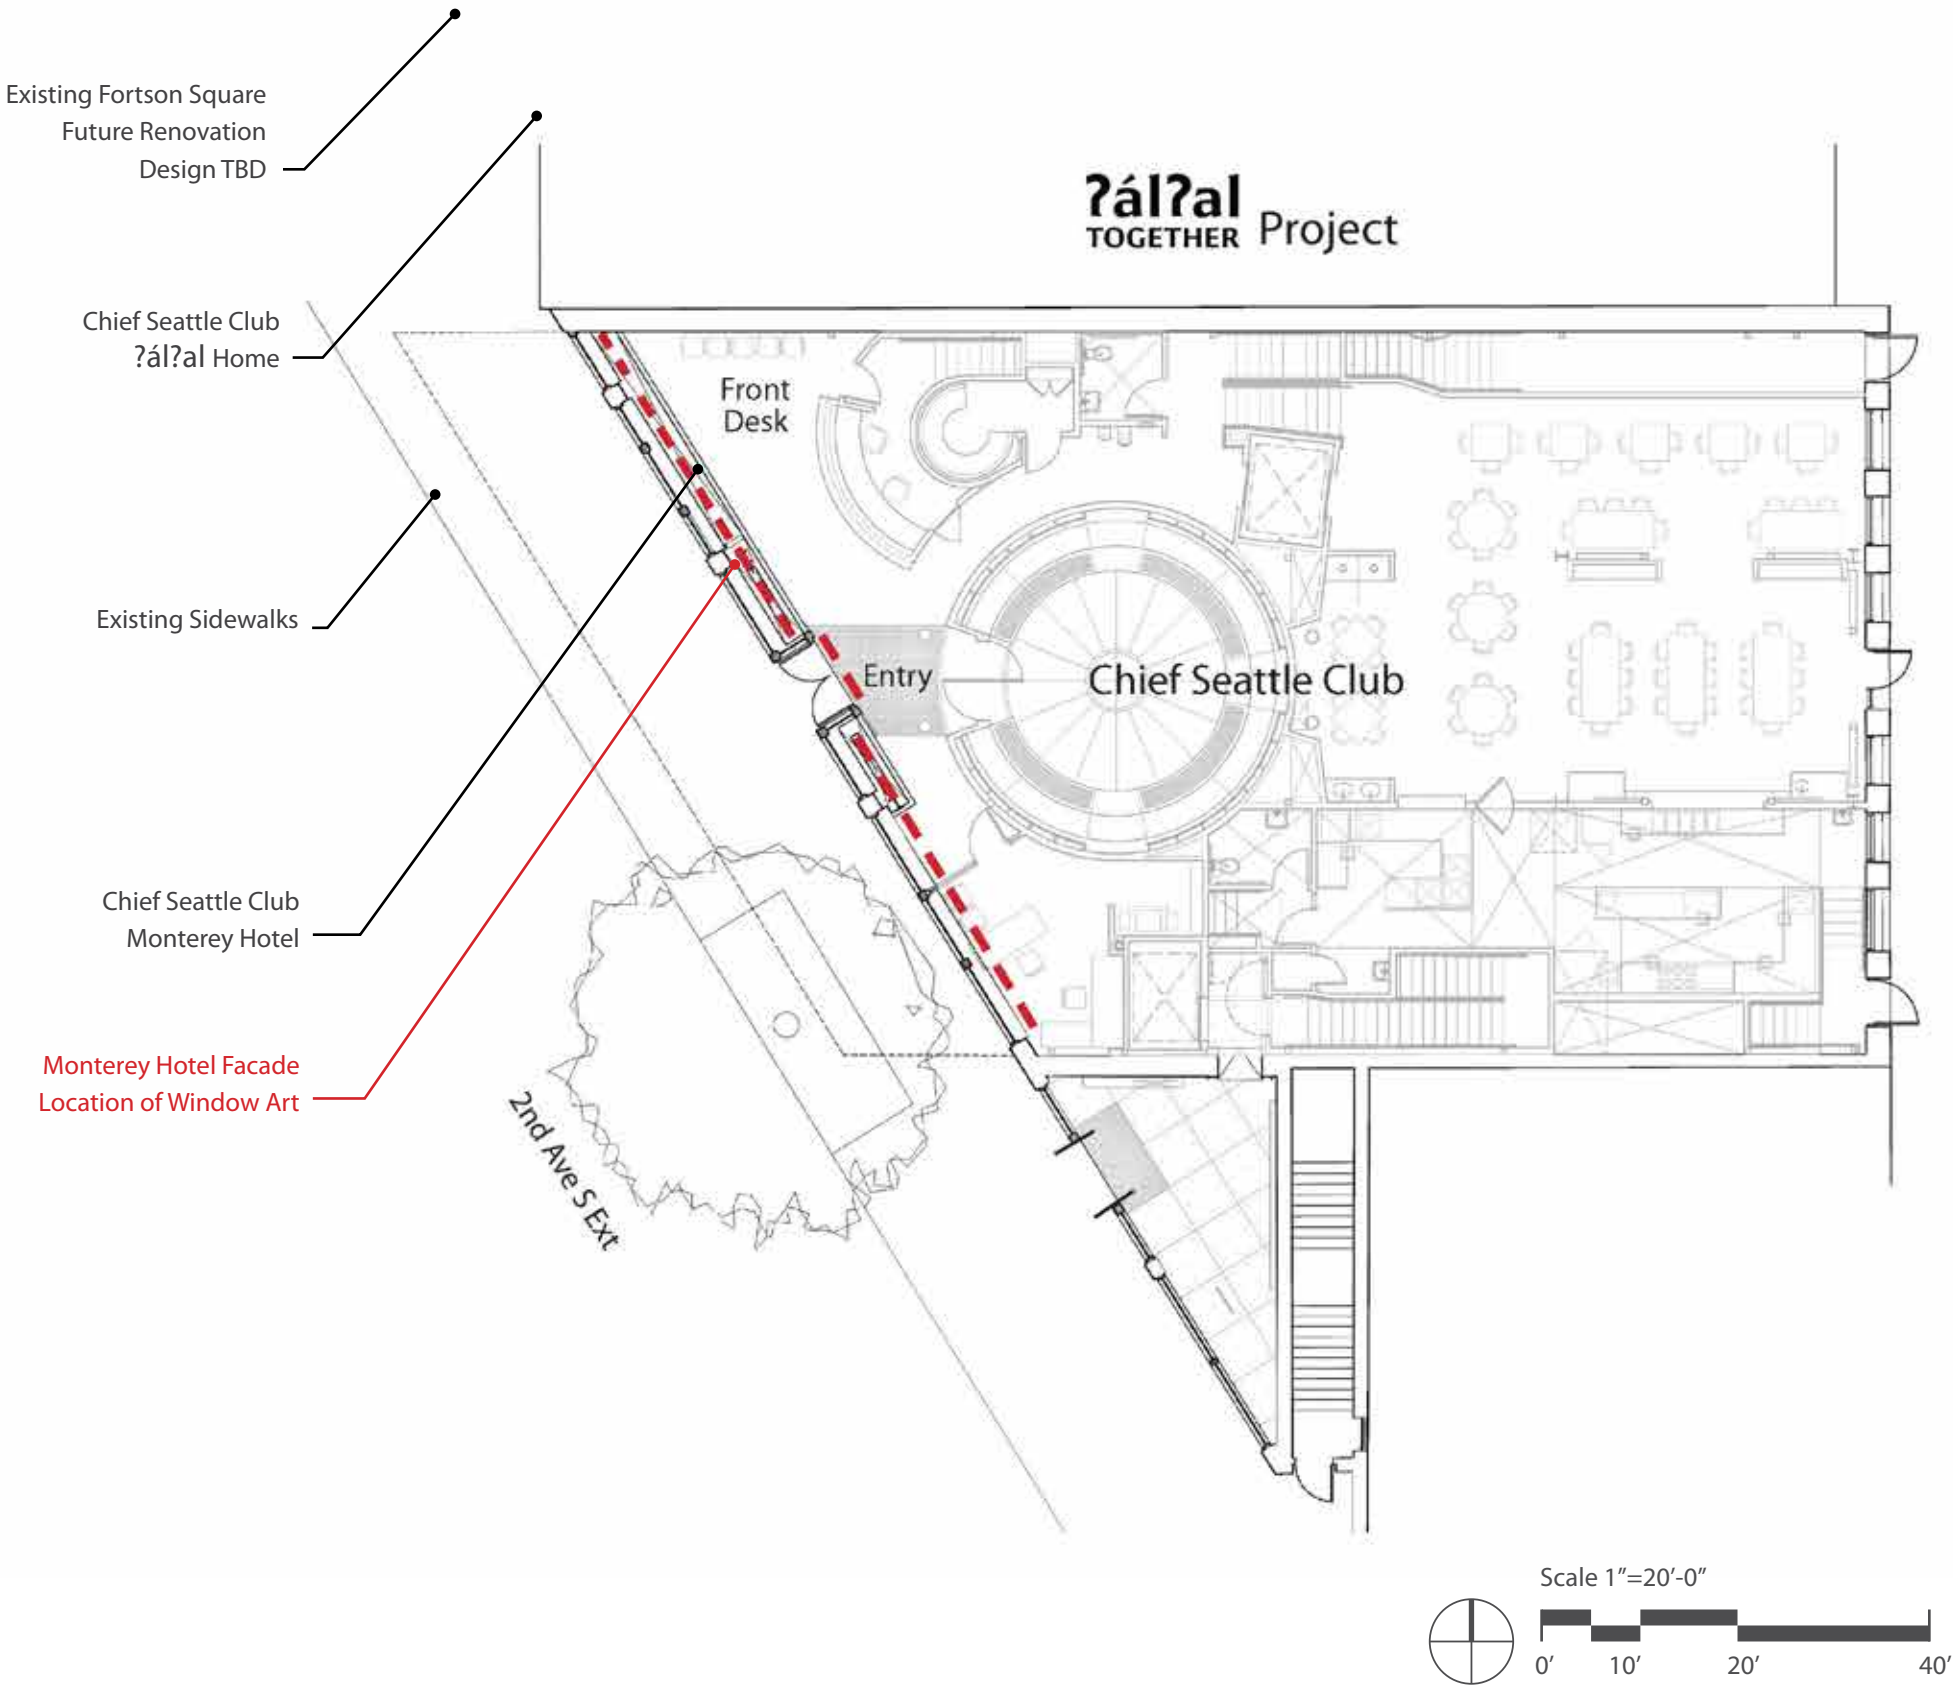 Existing Fortson Square
Future Renovation
Design TBD
ʔálʔal
TOGETHER Project
Chief Seattle Club
ʔálʔal Home
Front
Desk
Existing Sidewalks
Entry
Chief Seattle Club
Chief Seattle Club
Monterey Hotel
Monterey Hotel Facade
Location of Window Art
2nd Ave S Ext
Scale 1”=20’-0”
0’ 10’ 20’ 40’